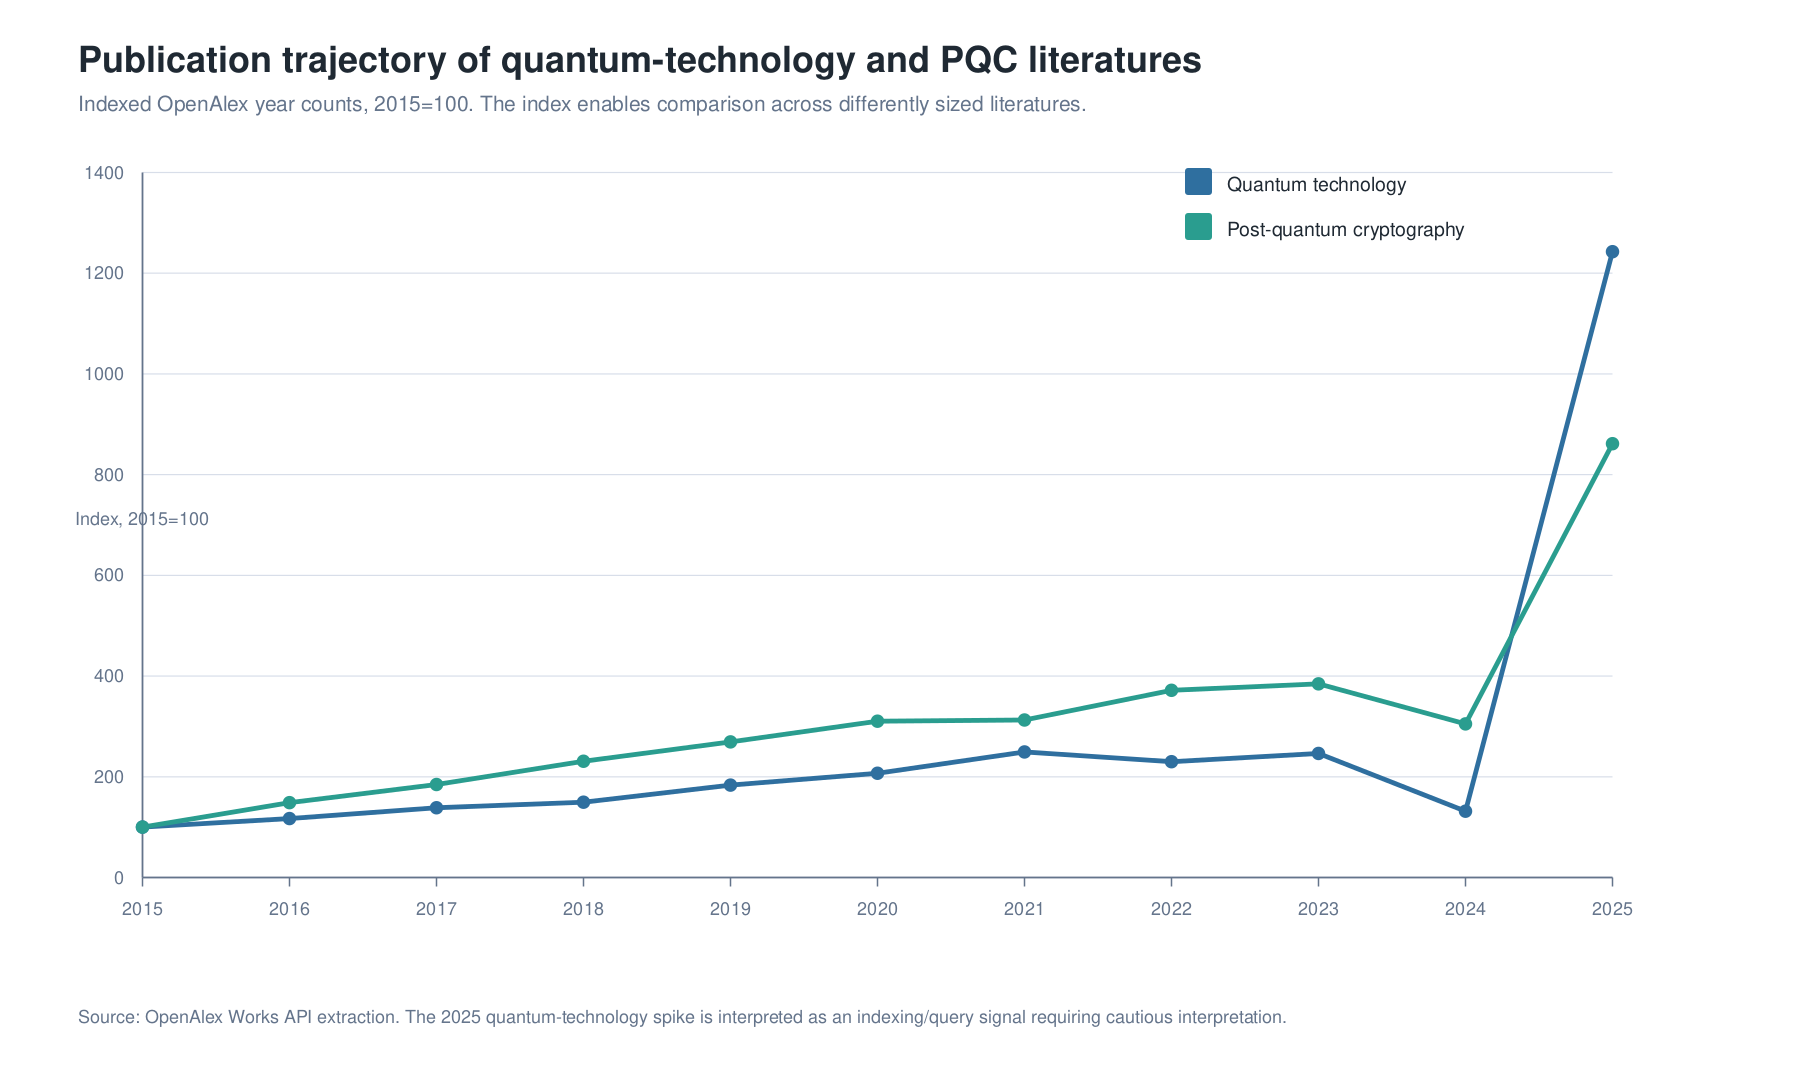 Publication trajectory of quantum-technology and PQC literatures
Indexed OpenAlex year counts, 2015=100. The index enables comparison across differently sized literatures.
1400
Quantum technology
Post-quantum cryptography
1200
1000
800
Index, 2015=100
600
400
200
0
2015 2016 2017 2018 2019 2020 2021 2022 2023 2024 2025
Source: OpenAlex Works API extraction. The 2025 quantum-technology spike is interpreted as an indexing/query signal requiring cautious interpretation.